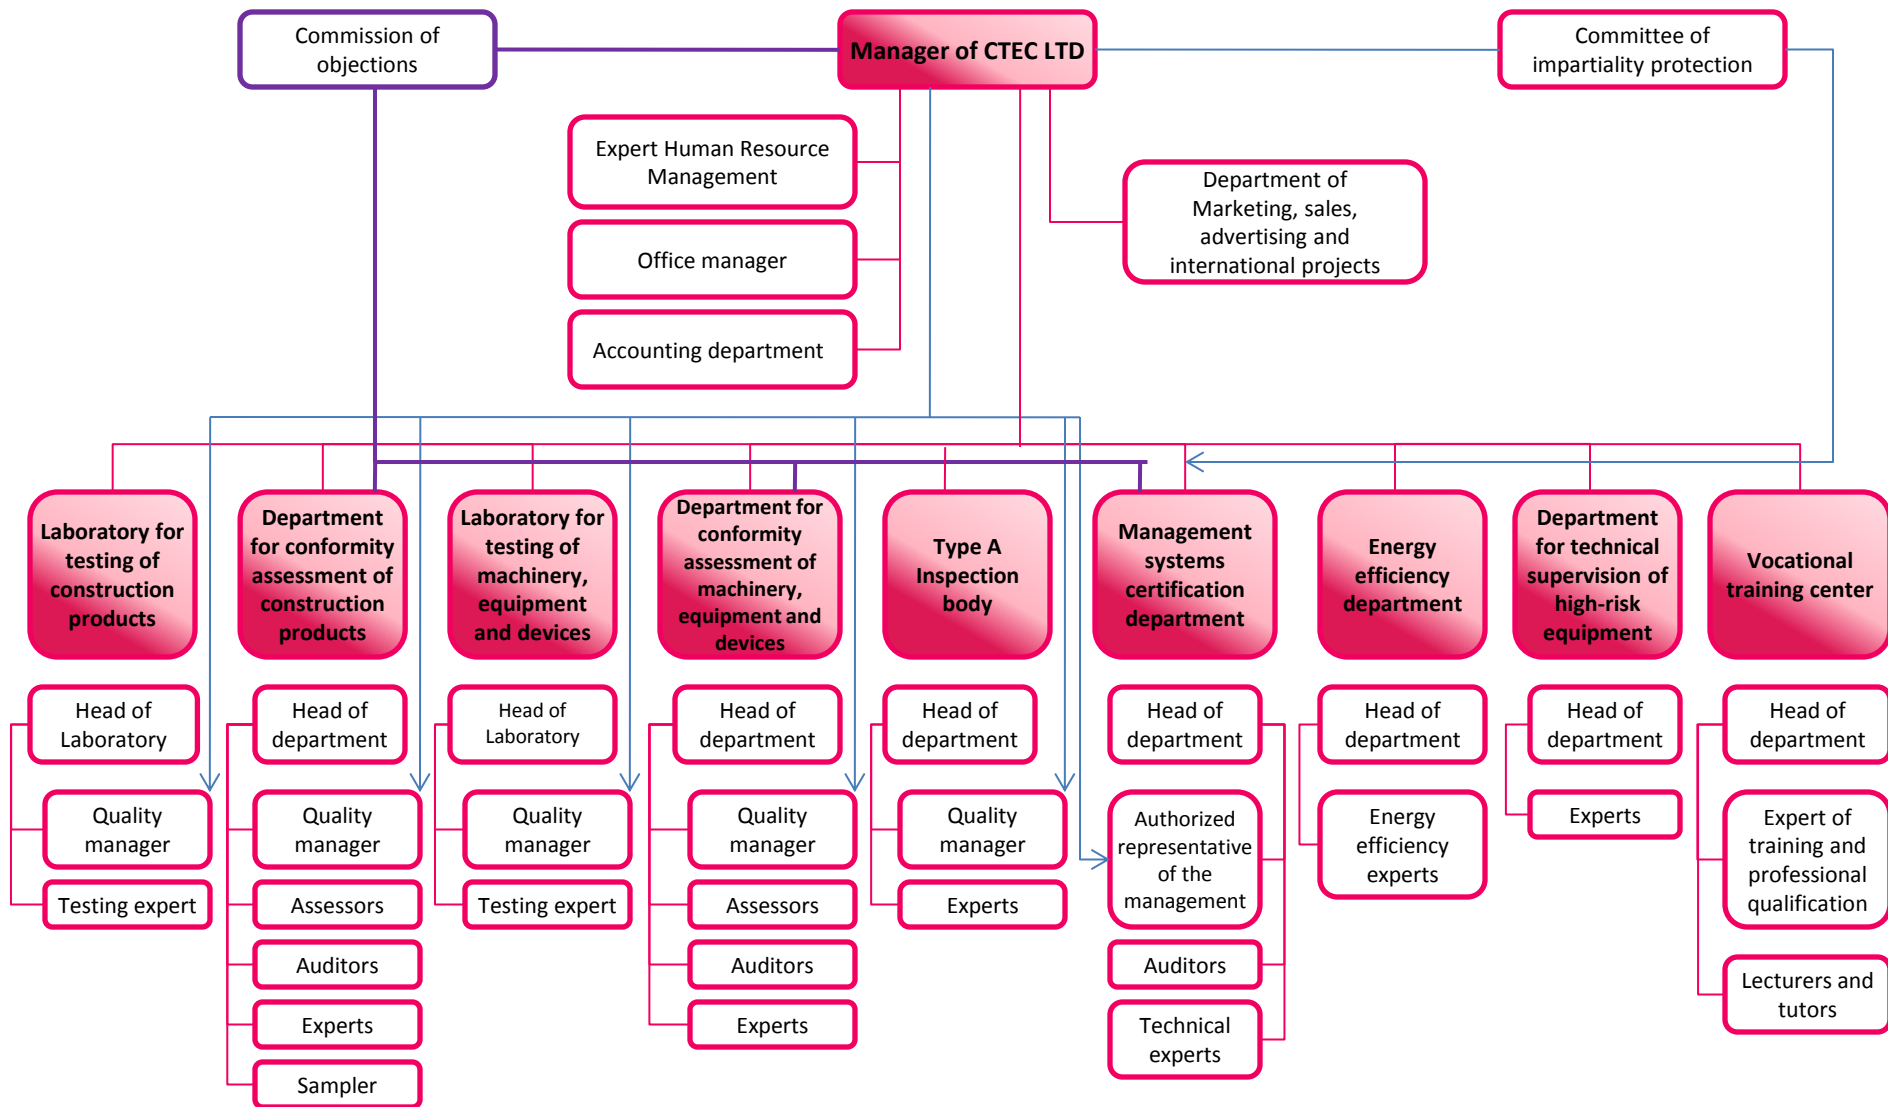 Commission of
objections
Manager of CTEC LTD
Committee of
impartiality protection
Expert Human Resource
Management
Office manager
Accounting department
Department of
Marketing, sales,
advertising and
international projects
Laboratory for
testing of
construction
products
Department
for conformity
assessment of
construction
products
Laboratory for
testing of
machinery,
equipment
and devices
Department for
conformity
assessment of
machinery,
equipment and
devices
Type A
Inspection
body
Management
systems
certification
department
Energy
efficiency
department
Department
for technical
supervision of
high-risk
equipment
Vocational
training center
Head of
Laboratory
Quality
manager
Testing expert
Head of
department
Quality
manager
Assessors
Auditors
Experts
Sampler
Head of
Laboratory
Quality
manager
Testing expert
Head of
department
Quality
manager
Assessors
Auditors
Experts
Head of
department
Quality
manager
Experts
Head of
department
Authorized
representative
of the
management
Auditors
Technical
experts
Head of
department
Energy
efficiency
experts
Head of
department
Experts
Head of
department
Expert of
training and
professional
qualification
Lecturers and
tutors